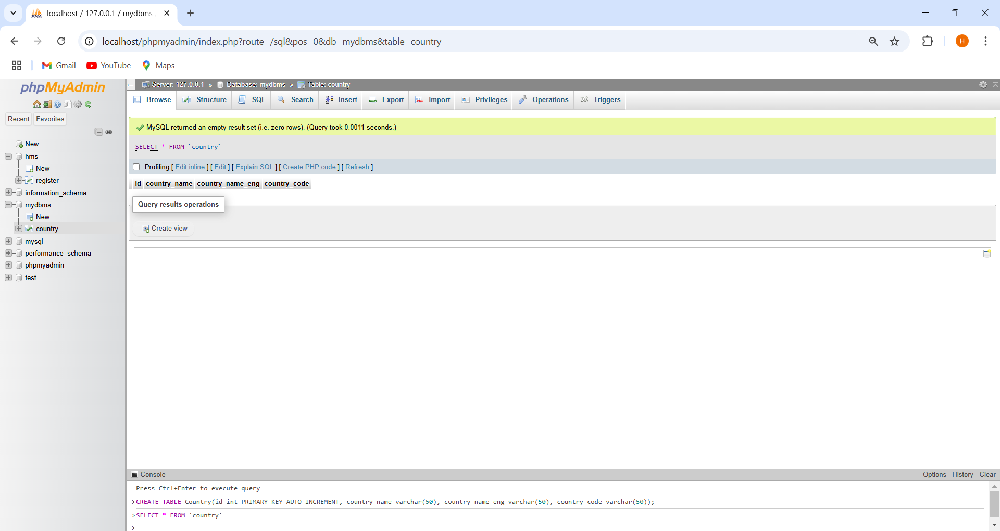 localhost / 127.0.0.1 / mydbms
localhost/phpmyadmin/index.php?route=/sql&pos=0&db=mydbms&table=country
H
Gmail YouTube Maps
phpMyAdmin
Recent Favorites
New
hms
New
register
information_schema
mydbms
New
country
mysql
performance_schema
phpmyadmin
test
Server: 127.0.0.1 » Database: mydbms » Table: country
Browse Structure SQL Search Insert Export Import Privileges Operations Triggers
MySQL returned an empty result set (i.e. zero rows). (Query took 0.0011 seconds.)
SELECT * FROM `country`
Profiling [ Edit inline ] [ Edit ] [ Explain SQL ] [ Create PHP code ] [ Refresh ]
id country_name country_name_eng country_code
Query results operations
Create view
Console Options History Clear
Press Ctrl+Enter to execute query
>CREATE TABLE Country(id int PRIMARY KEY AUTO_INCREMENT, country_name varchar(50), country_name_eng varchar(50), country_code varchar(50));
>SELECT * FROM `country`
>